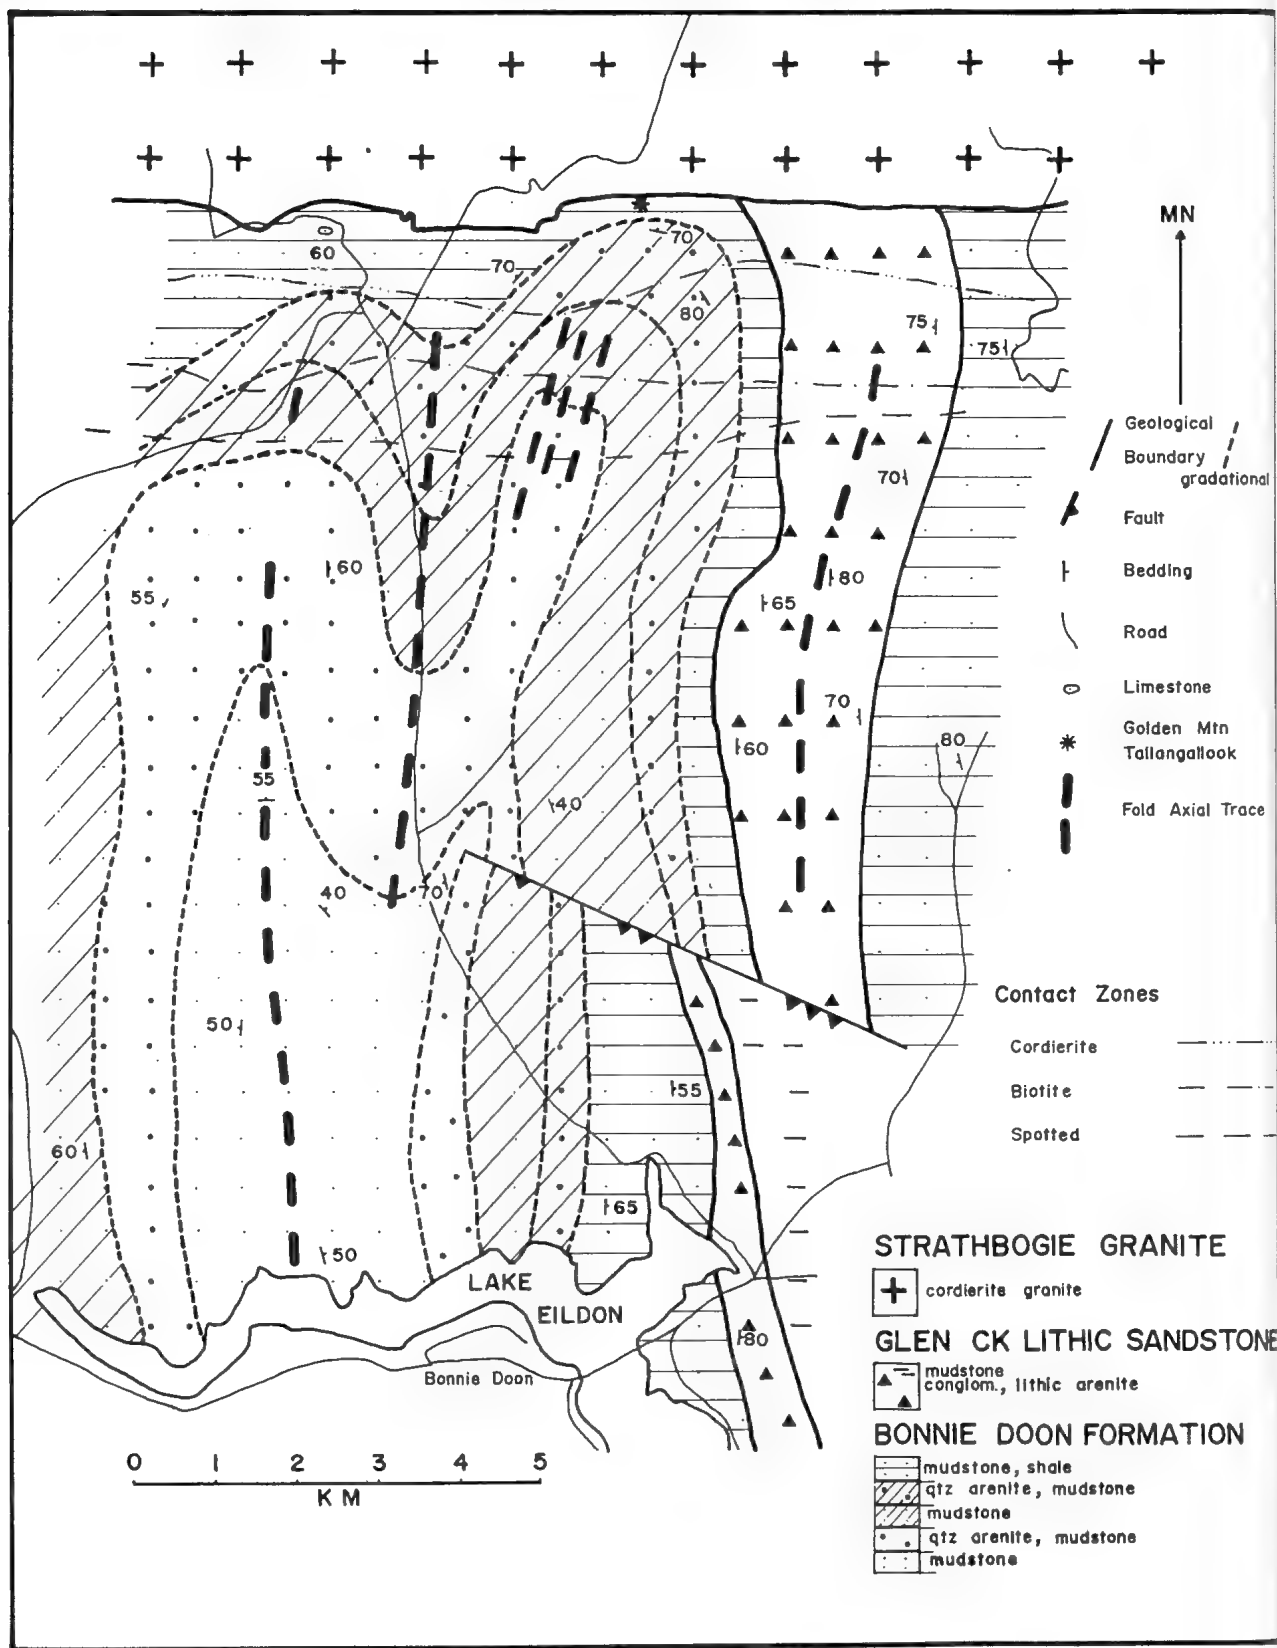 MN
60
70
70
80
75
75
Geological
Boundary
gradational
70
Fault
60
80
Bedding
55
65
Road
Limestone
70
Golden Mtn
Tallangallook
60
80
55
40
Fold Axial Trace
40
70
Contact Zones
50
Cordierite
55
Biotite
Spotted
60
65
50
STRATHBOGIE GRANITE
LAKE
cordierite granite
EILDON
80
GLEN CK LITHIC SANDSTONE
mudstone
Bonnie Doon
conglom., lithic arenite
BONNIE DOON FORMATION
0 1 2 3 4 5
KM
mudstone, shale
qtz arenite, mudstone
mudstone
qtz arenite, mudstone
mudstone